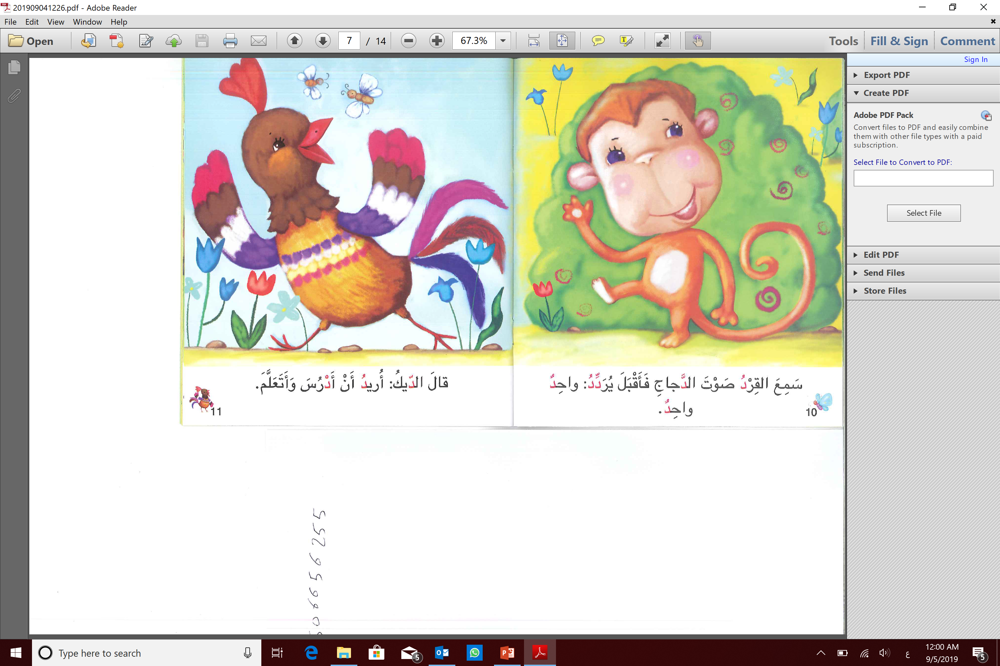 201909041226.pdf - Adobe Reader
File Edit View Window Help
Open 7 / 14 67.3% Tools Fill & Sign Comment
Sign In
Export PDF
Create PDF
Adobe PDF Pack
Convert files to PDF and easily combine
them with other file types with a paid
subscription.
Select File to Convert to PDF:
Select File
Edit PDF
Send Files
Store Files
سَمِعَ القِرْدُ صَوْتَ الدَّجاجِ فَأَقْبَلَ يُرَدِّدُ: واحِدٌ
واحِدٌ.
10
قالَ الدّيكُ: أُريدُ أَنْ أَدْرُسَ وَأَتَعَلَّمَ.
11
Type here to search
5
ع
12:00 AM
9/5/2019
5